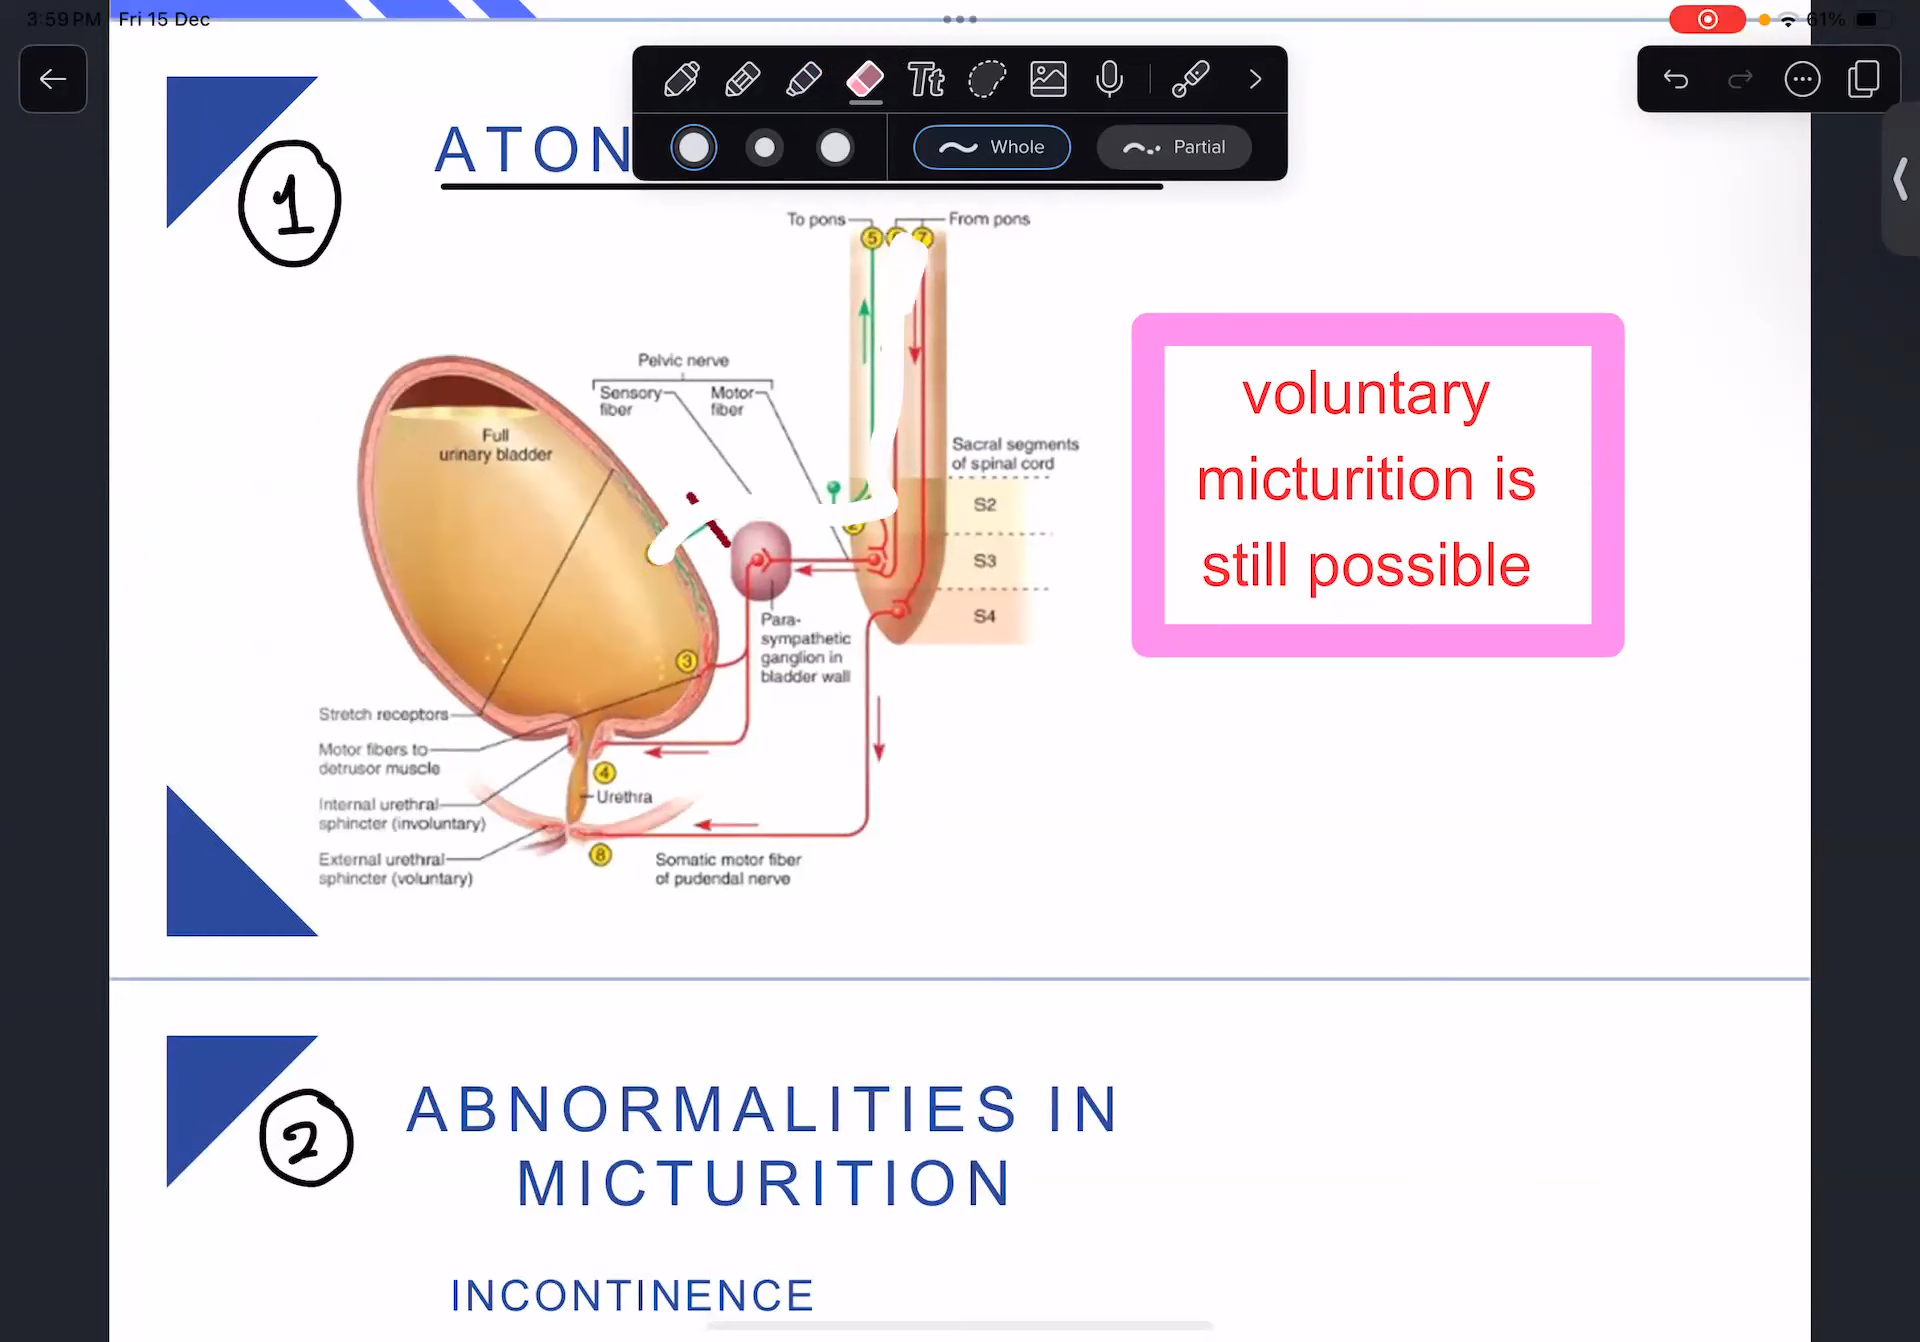 3:59 PM Fri 15 Dec
61%
Tt
Whole
Partial
1
ATON
To pons
From pons
5
7
Pelvic nerve
Sensory
fiber
Motor
fiber
Full
urinary bladder
Sacral segments
of spinal cord
S2
2
S3
S4
Para-
sympathetic
ganglion in
bladder wall
3
Stretch receptors
Motor fibers to
detrusor muscle
4
Urethra
Internal urethral
sphincter (involuntary)
External urethral
sphincter (voluntary)
8
Somatic motor fiber
of pudendal nerve
voluntary
micturition is
still possible
2
ABNORMALITIES IN
MICTURITION
INCONTINENCE